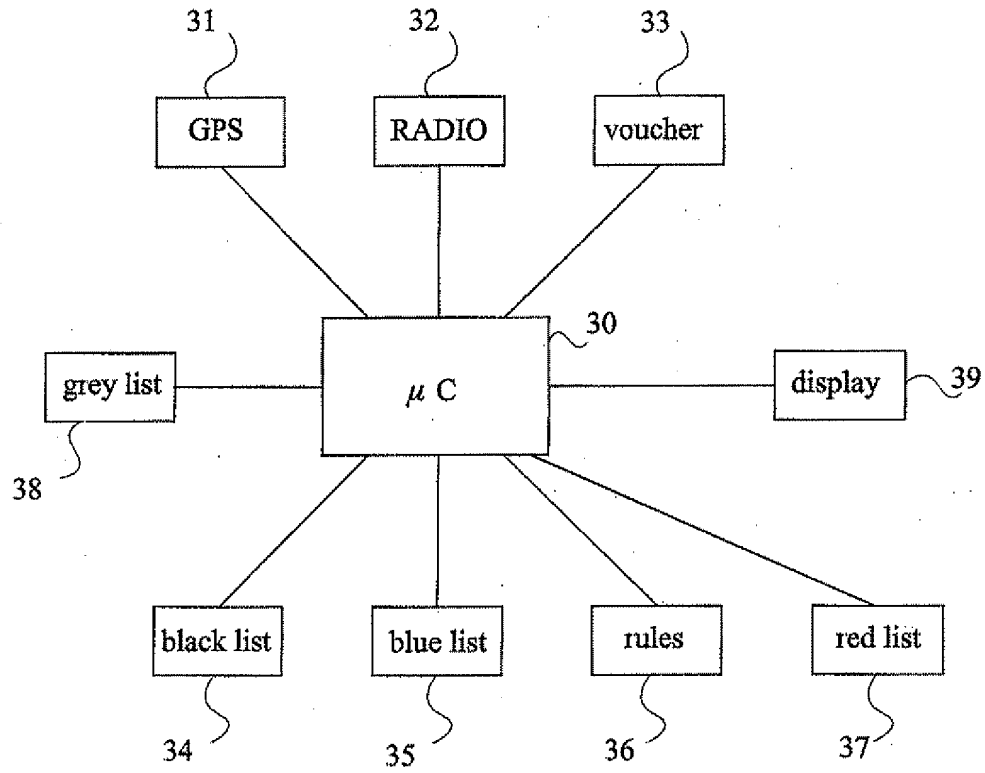 31
32
33
GPS
RADIO
voucher
30
grey list
μ C
display
39
38
black list
blue list
rules
red list
34
35
36
37